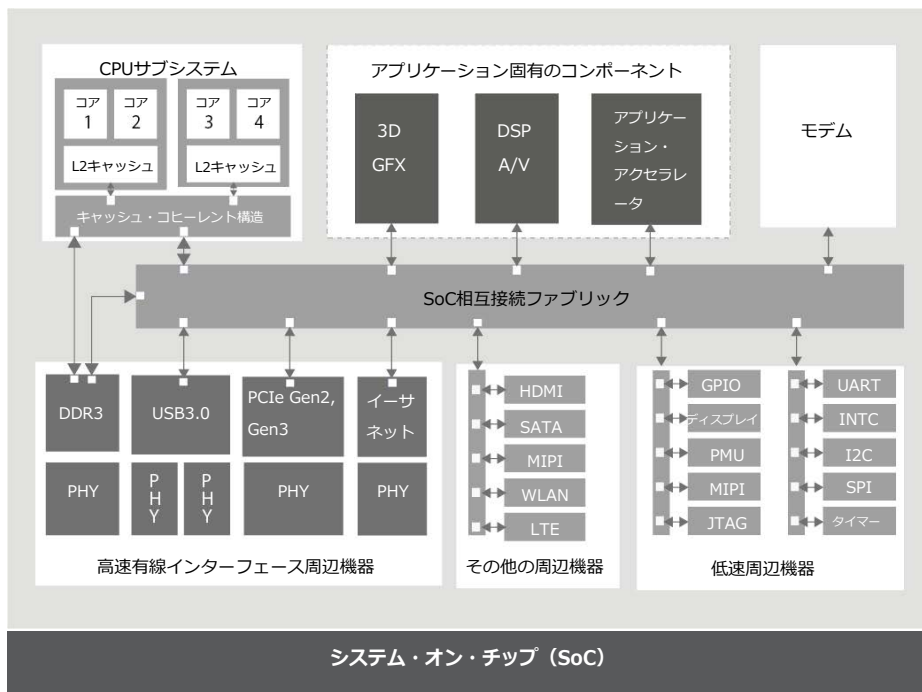 CPUサブシステム
コア
1
コア
2
L2キャッシュ
コア
3
コア
4
L2キャッシュ
キャッシュ・コヒーレント構造
アプリケーション固有のコンポーネント
3D
GFX
DSP
A/V
アプリケー
ション・
アクセラレ
ータ
モデム
SoC相互接続ファブリック
DDR3
PHY
USB3.0
P
H
Y
P
H
Y
PCIe Gen2,
Gen3
PHY
イーサ
ネット
PHY
高速有線インターフェース周辺機器
HDMI
SATA
MIPI
WLAN
LTE
その他の周辺機器
GPIO
ディスプレイ
PMU
MIPI
JTAG
UART
INTC
I2C
SPI
タイマー
低速周辺機器
システム・オン・チップ（SoC）